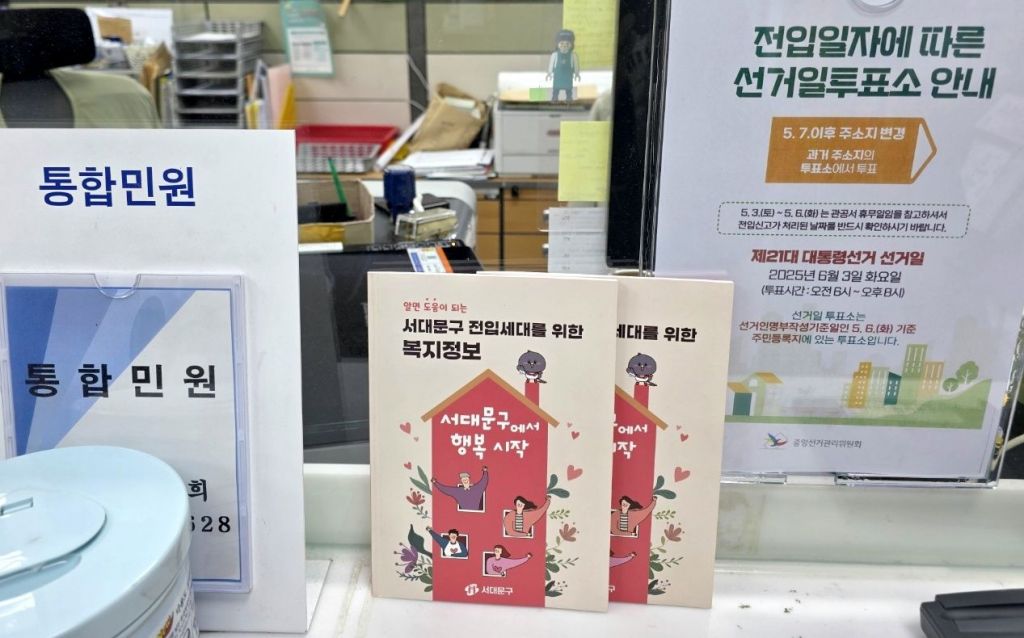 통합민원
통합민원
희
628
알면 도움이 되는
서대문구 전입세대를 위한
복지정보
서대문구에서
행복 시작
서대문구
세대를 위한
구에서
시작
전입일자에 따른
선거일투표소 안내
5. 7.이후 주소지 변경
과거 주소지의
투표소에서 투표
5. 3.(토) ~ 5. 6.(화) 는 관공서 휴무일임을 참고하셔서
전입신고가 처리된 날짜를 반드시 확인하시기 바랍니다.
제21대 대통령선거 선거일
2025년 6월 3일 화요일
(투표시간 : 오전 6시 ~ 오후 8시)
선거일 투표소는
선거인명부작성기준일인 5. 6.(화) 기준
주민등록지에 있는 투표소입니다.
중앙선거관리위원회